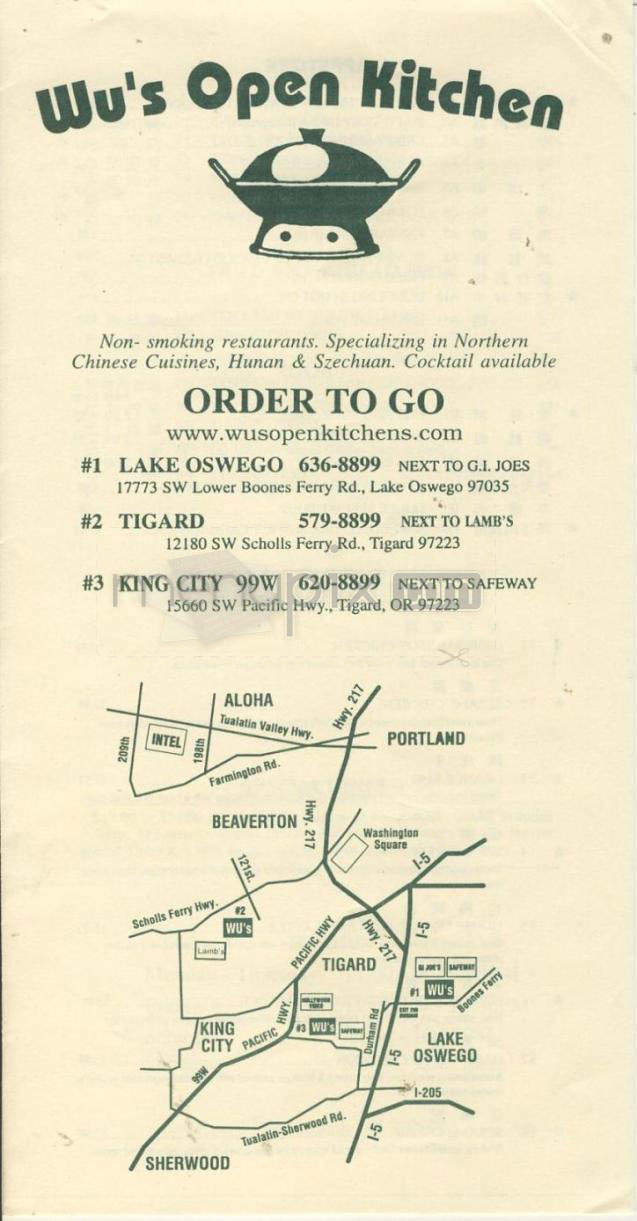 Wu's Open Kitchen
Non- smoking restaurants. Specializing in Northern
Chinese Cuisines, Hunan & Szechuan. Cocktail available
ORDER TO GO
www.wusopenkitchens.com
#1 LAKE OSWEGO 636-8899 NEXT TO G.I. JOES
17773 SW Lower Boones Ferry Rd., Lake Oswego 97035
#2 TIGARD 579-8899 NEXT TO LAMB'S
12180 SW Scholls Ferry Rd., Tigard 97223
#3 KING CITY 99W 620-8899 NEXT TO SAFEWAY
15660 SW Pacific Hwy., Tigard, OR 97223
ALOHA
Hwy. 217
Tualatin Valley Hwy.
209th
INTEL
198th
PORTLAND
Farmington Rd.
BEAVERTON
Hwy. 217
Washington
Square
I-5
121st.
Scholls Ferry Hwy.
#2
WU's
Lamb's
PACIFIC HWY
Hwy. 217
I-5
TIGARD
GI JOE'S
SAFEWAY
#1 WU's
Boones Ferry
HOLLYWOOD
VIDEO
KING
CITY
PACIFIC HWY.
#3 WU's
SAFEWAY
Durham Rd
LAKE
OSWEGO
99W
I-5
I-205
Tualatin-Sherwood Rd.
I-5
SHERWOOD